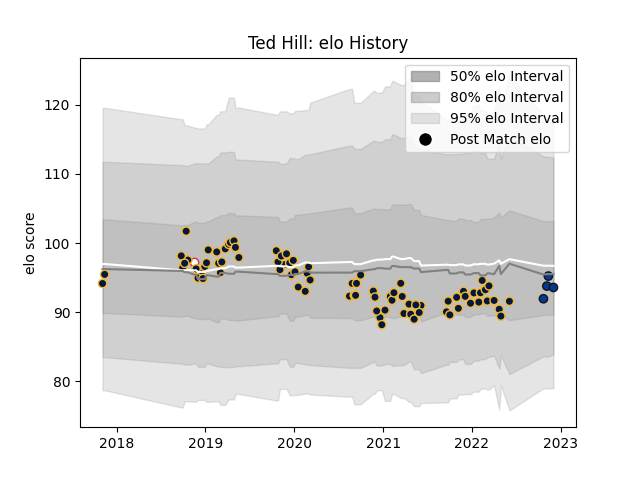 Ted Hill: elo History
50% elo Interval
80% elo Interval
95% elo Interval
Post Match elo
elo score
120
110
100
90
80
2018
2019
2020
2021
2022
2023